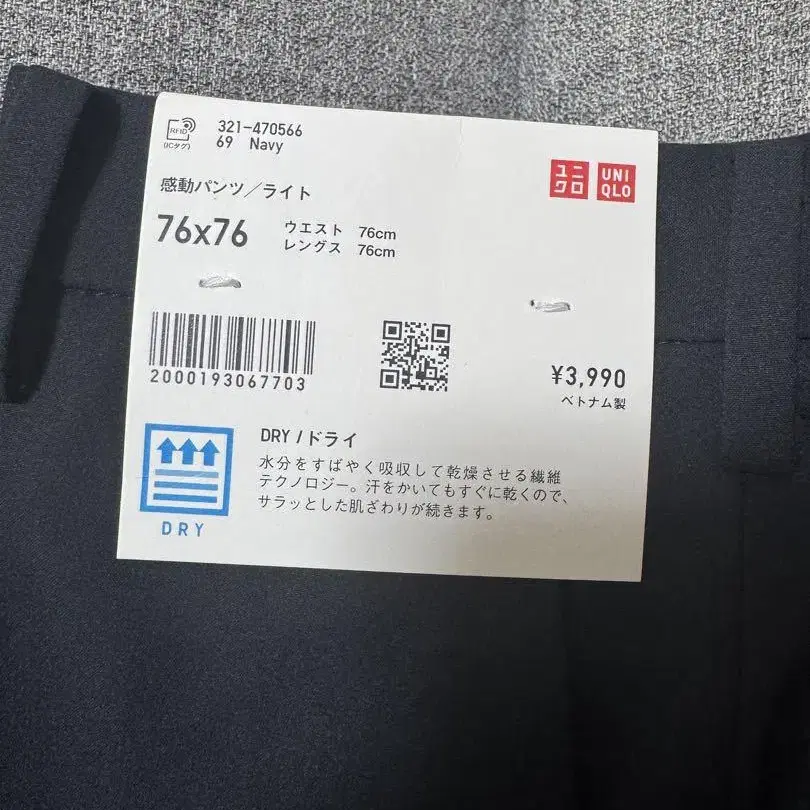 RFID
(ICタグ)
321-470566
69 Navy
ユニクロ
UNIQLO
感動パンツ/ライト
76x76
ウエスト 76cm
レングス 76cm
2000193067703
¥3,990
ベトナム製
DRY
DRY / ドライ
水分をすばやく吸収して乾燥させる繊維
テクノロジー。汗をかいてもすぐに乾くので、
サラッとした肌ざわりが続きます。